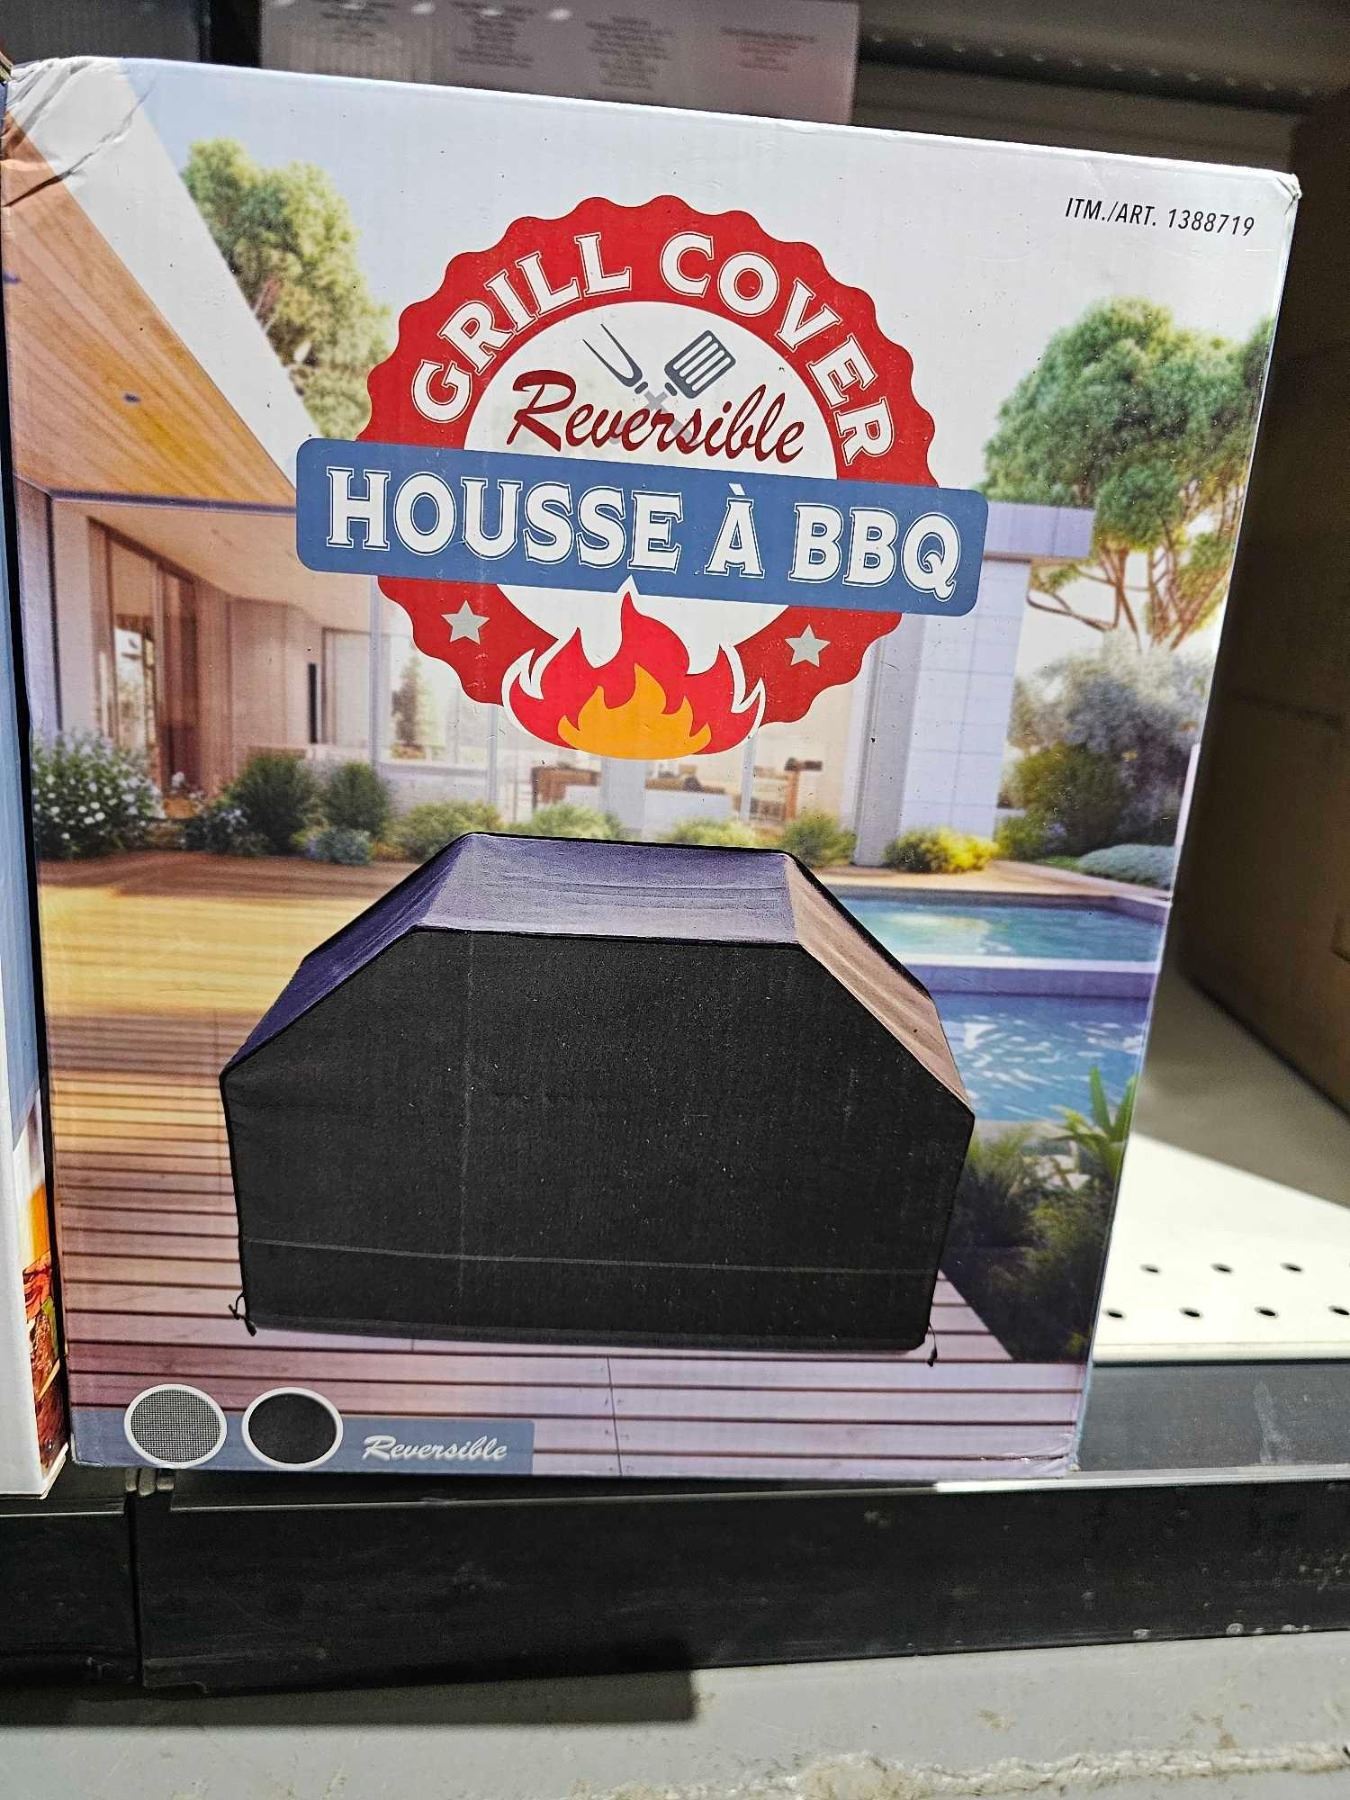 ITM./ART. 1388719
GRILL COVER
Reversible
HOUSSE À BBQ
Reversible